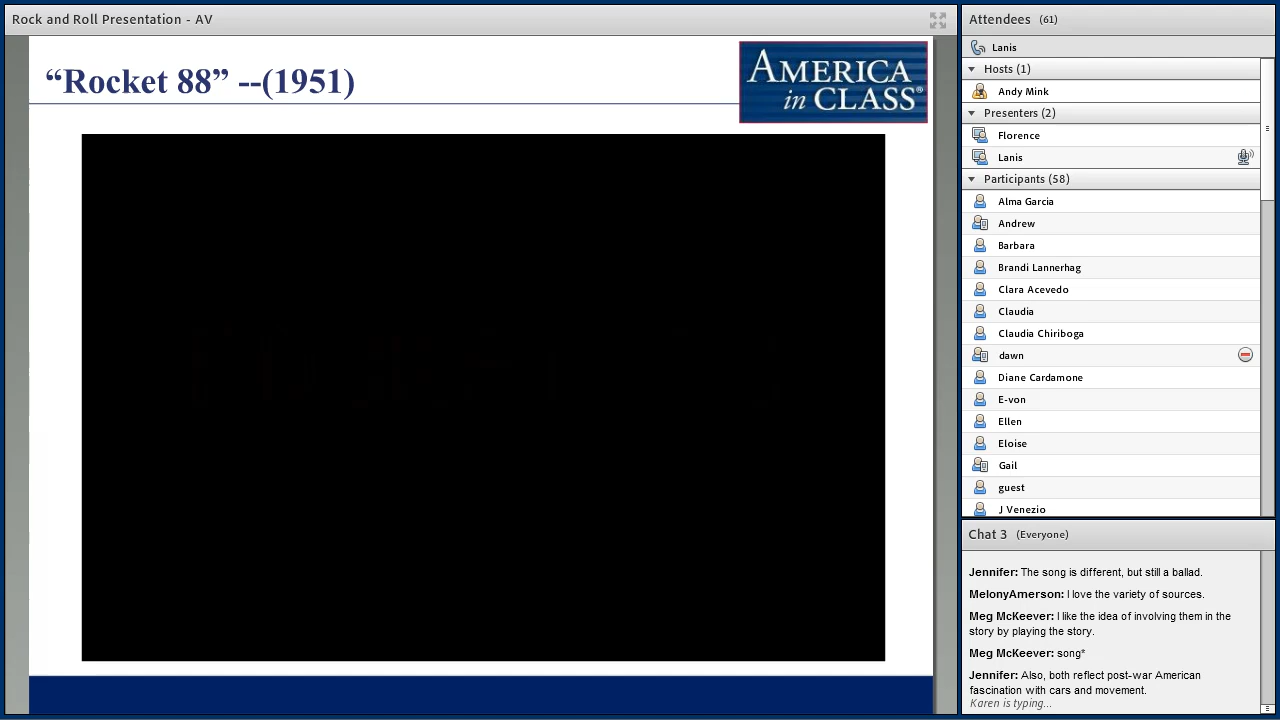 Rock and Roll Presentation - AV
“Rocket 88” --(1951)
AMERICA
in CLASS®
Attendees (61)
Lanis
Hosts (1)
Andy Mink
Presenters (2)
Florence
Lanis
Participants (58)
Alma Garcia
Andrew
Barbara
Brandi Lannerhag
Clara Acevedo
Claudia
Claudia Chiriboga
dawn
Diane Cardamone
E-von
Ellen
Eloise
Gail
guest
J Venezio
Chat 3 (Everyone)
Jennifer: The song is different, but still a ballad.
MelonyAmerson: I love the variety of sources.
Meg McKeever: I like the idea of involving them in the
story by playing the story.
Meg McKeever: song*
Jennifer: Also, both reflect post-war American
fascination with cars and movement.
Karen is typing...